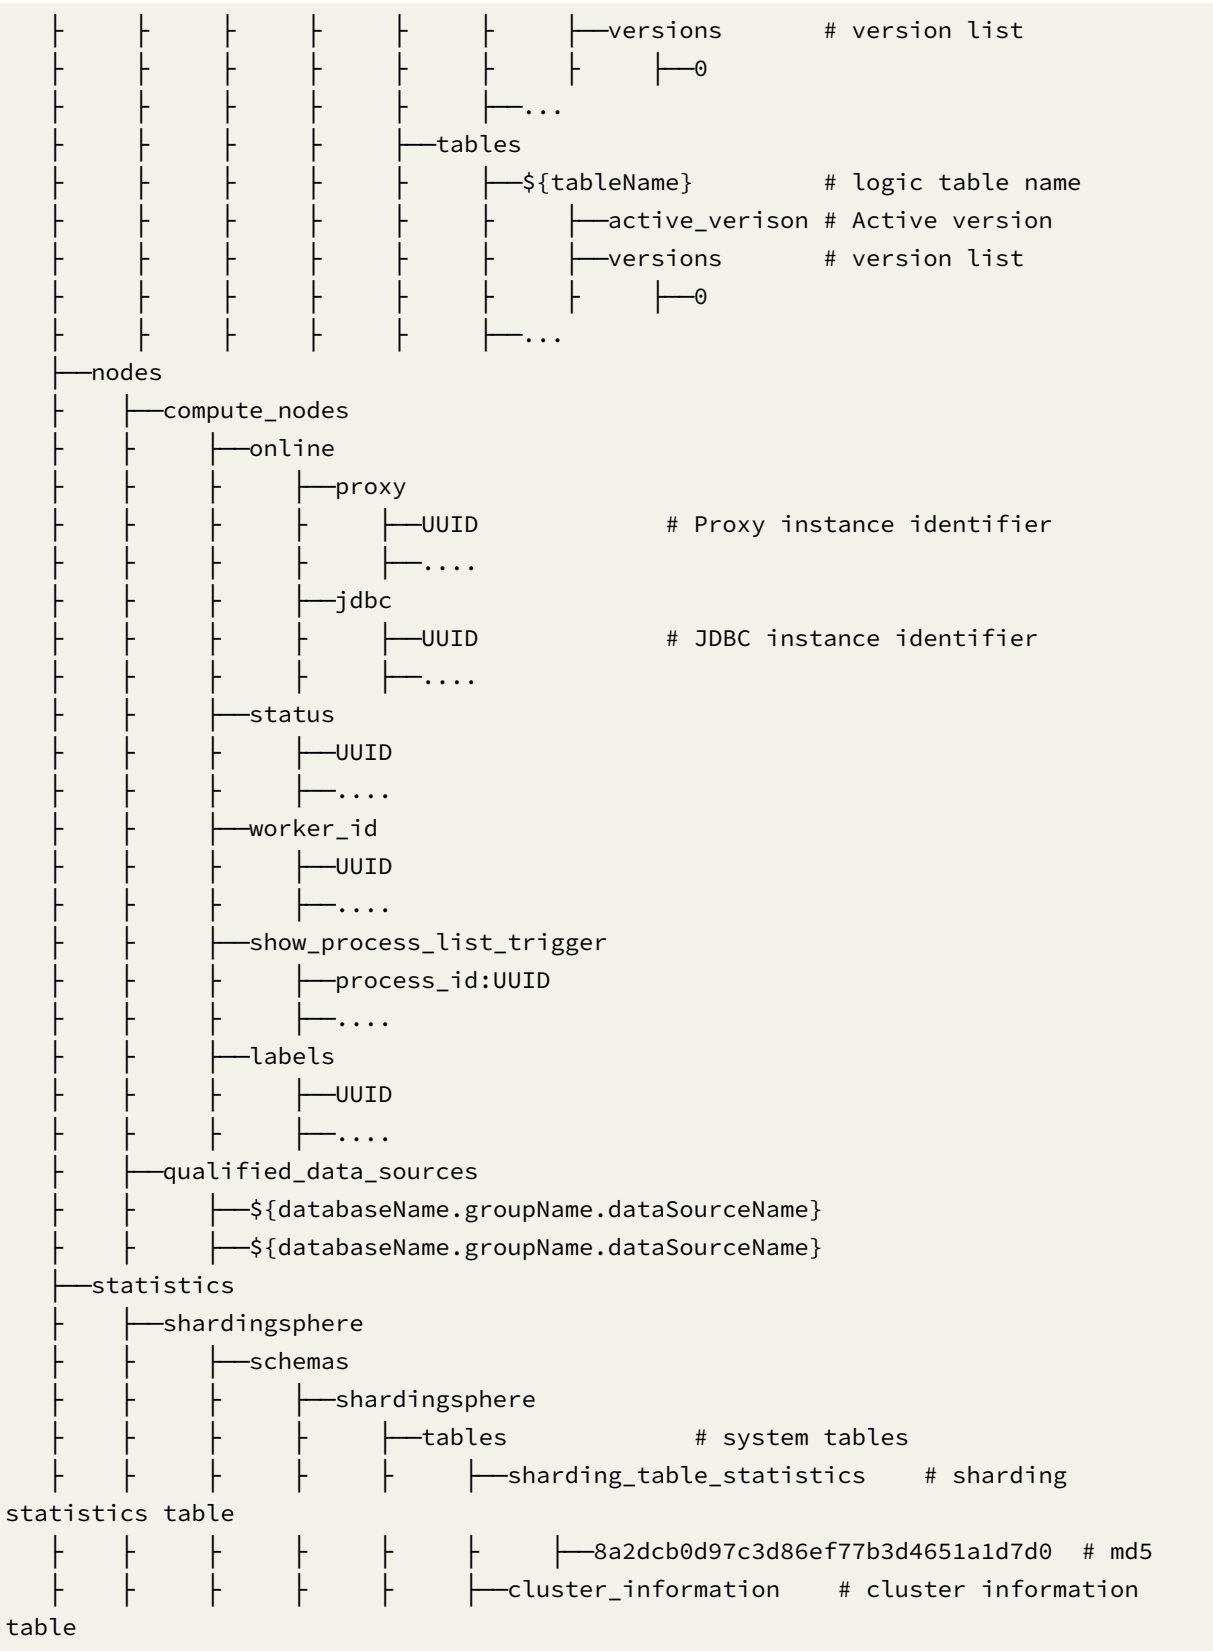 ├     ├     ├     ├     ├     ├     ├──versions       # version list
├     ├     ├     ├     ├     ├     ├     ├──0
├     ├     ├     ├     ├     ├──...
├     ├     ├     ├     ├──tables
├     ├     ├     ├     ├     ├──${tableName}         # logic table name
├     ├     ├     ├     ├     ├     ├──active_verison # Active version
├     ├     ├     ├     ├     ├     ├──versions       # version list
├     ├     ├     ├     ├     ├     ├     ├──0
├     ├     ├     ├     ├     ├──...
├──nodes
├    ├──compute_nodes
├    ├     ├──online
├    ├     ├     ├──proxy
├    ├     ├     ├     ├──UUID             # Proxy instance identifier
├    ├     ├     ├     ├──....
├    ├     ├     ├──jdbc
├    ├     ├     ├     ├──UUID             # JDBC instance identifier
├    ├     ├     ├     ├──....
├    ├     ├──status
├    ├     ├     ├──UUID
├    ├     ├     ├──....
├    ├     ├──worker_id
├    ├     ├     ├──UUID
├    ├     ├     ├──....
├    ├     ├──show_process_list_trigger
├    ├     ├     ├──process_id:UUID
├    ├     ├     ├──....
├    ├     ├──labels
├    ├     ├     ├──UUID
├    ├     ├     ├──....
├    ├──qualified_data_sources
├    ├     ├──${databaseName.groupName.dataSourceName}
├    ├     ├──${databaseName.groupName.dataSourceName}
├──statistics
├    ├──shardingsphere
├    ├     ├──schemas
├    ├     ├     ├──shardingsphere
├    ├     ├     ├     ├──tables             # system tables
├    ├     ├     ├     ├     ├──sharding_table_statistics    # sharding
statistics table
├    ├     ├     ├     ├     ├     ├──8a2dcb0d97c3d86ef77b3d4651a1d7d0  # md5
├    ├     ├     ├     ├     ├──cluster_information    # cluster information
table